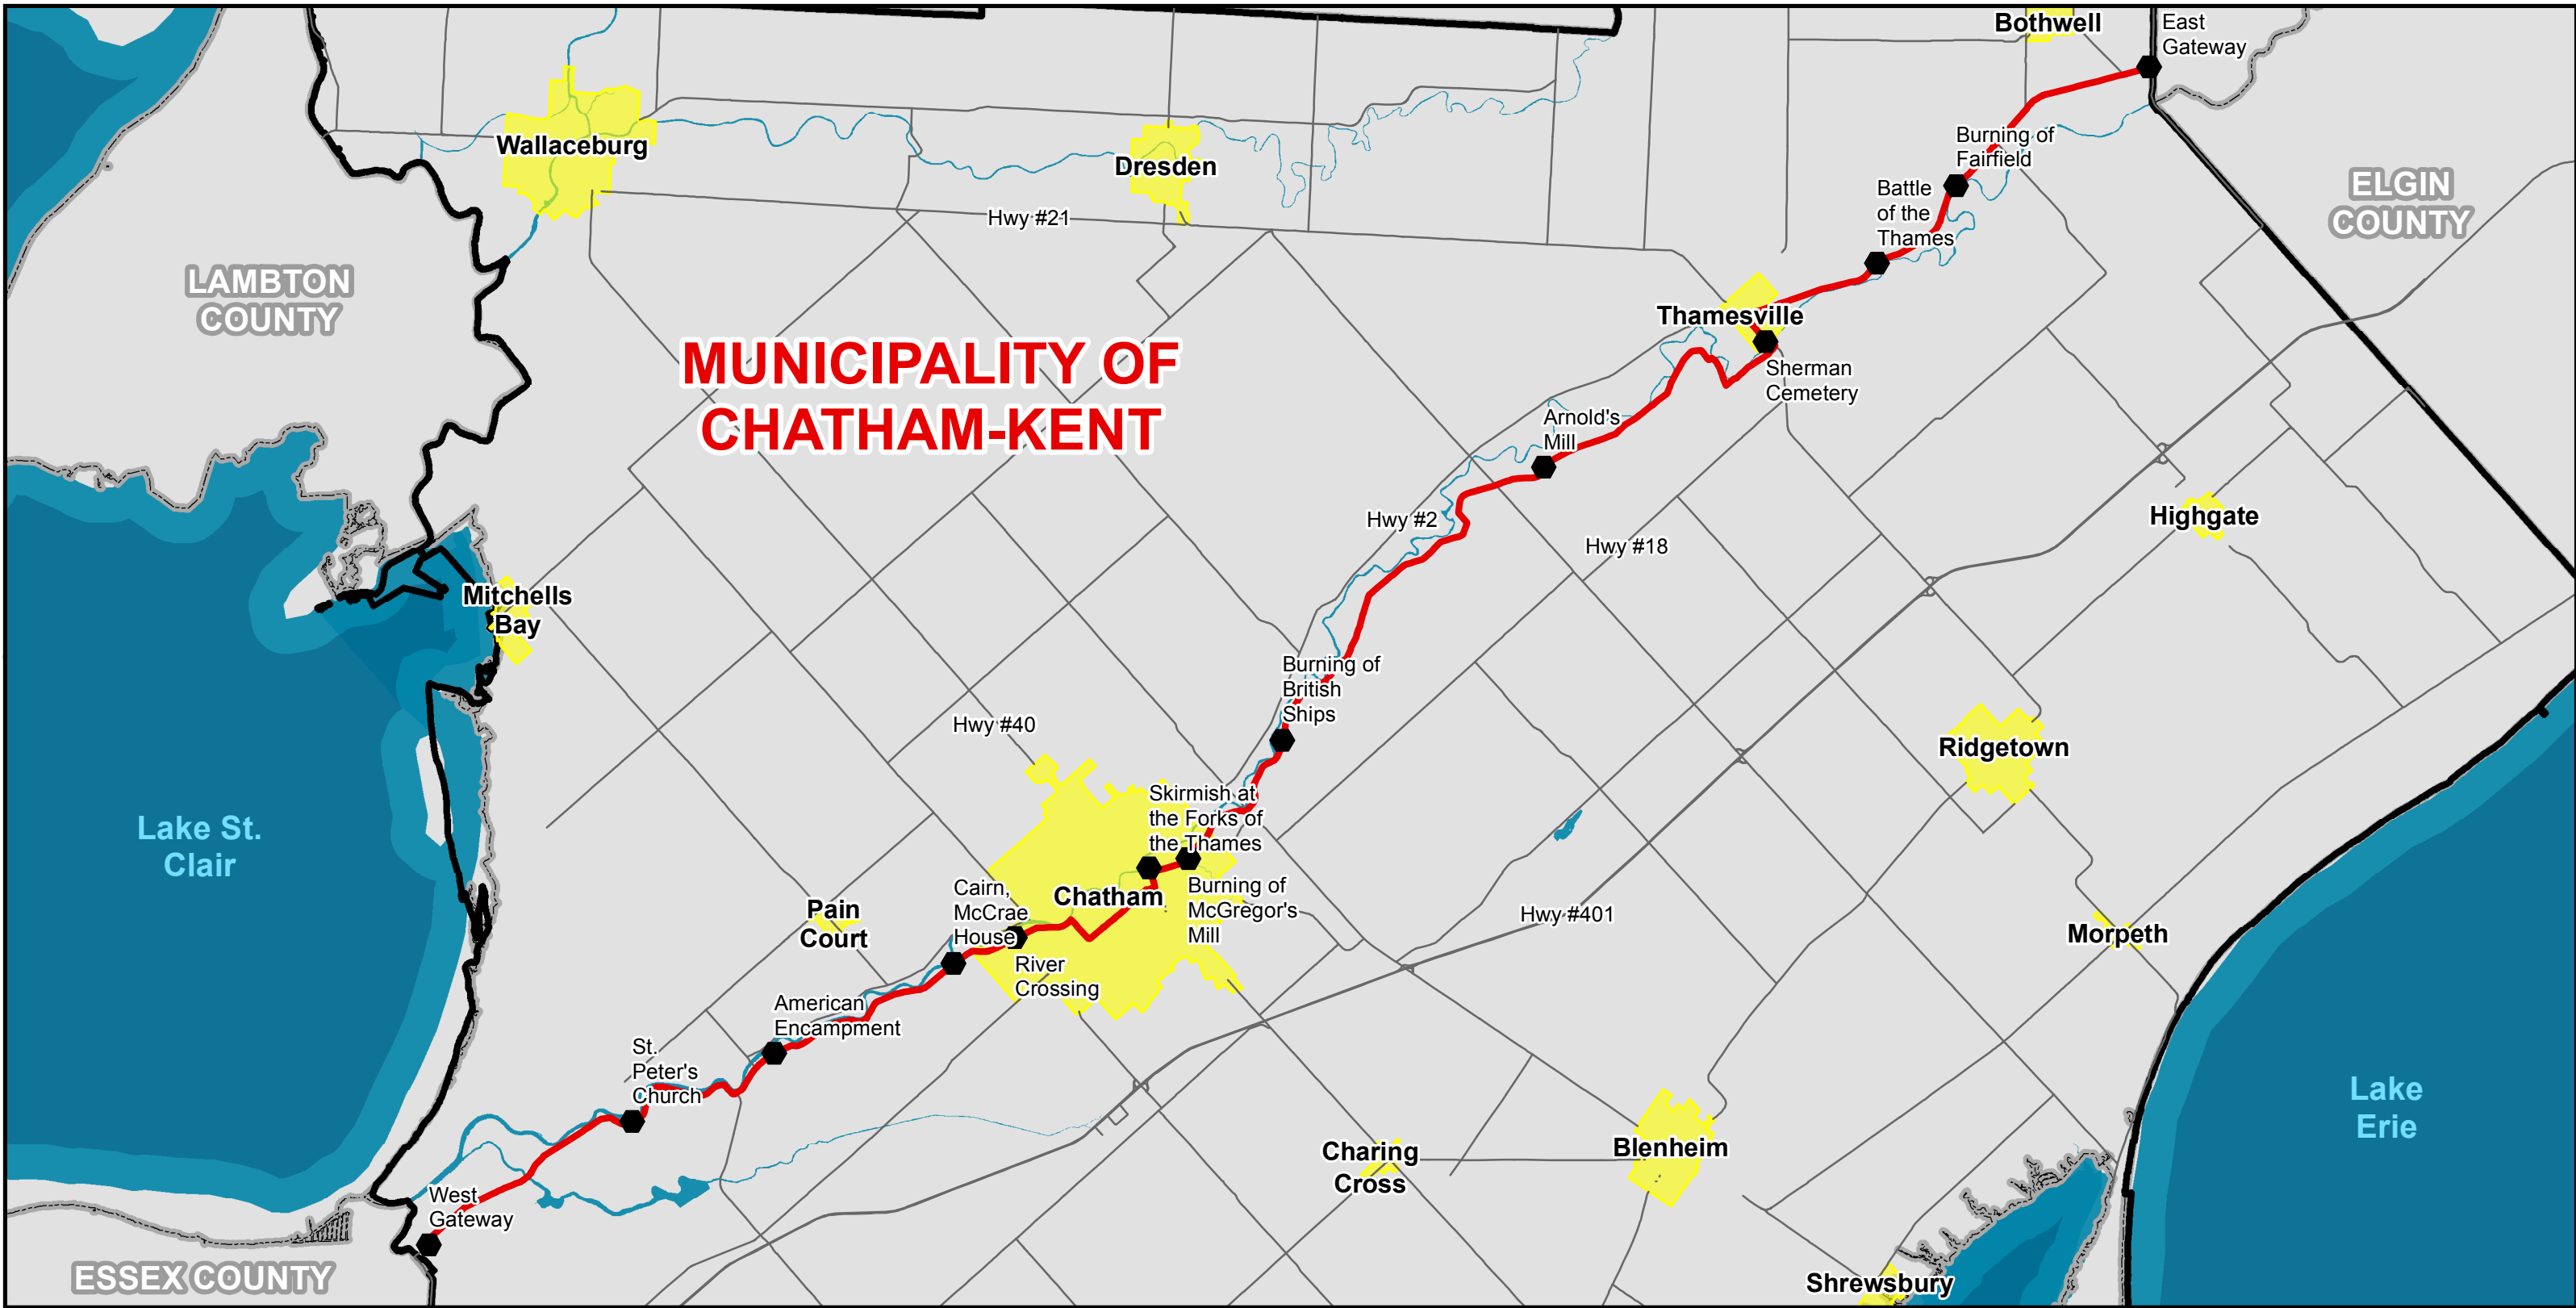 Bothwell
East
Gateway
Wallaceburg
Dresden
Burning of
Fairfield
Battle
of the
Thames
ELGIN
COUNTY
Hwy #21
LAMBTON
COUNTY
Thamesville
Sherman
Cemetery
MUNICIPALITY OF
CHATHAM-KENT
Arnold's
Mill
Hwy #2
Hwy #18
Highgate
Mitchells
Bay
Burning of
British
Ships
Hwy #40
Ridgetown
Skirmish at
the Forks of
the Thames
Lake St.
Clair
Cairn,
McCrae
House
Chatham
Burning of
McGregor's
Mill
Hwy #401
Pain
Court
Morpeth
River
Crossing
American
Encampment
St.
Peter's
Church
Lake
Erie
Charing
Cross
Blenheim
West
Gateway
ESSEX COUNTY
Shrewsbury